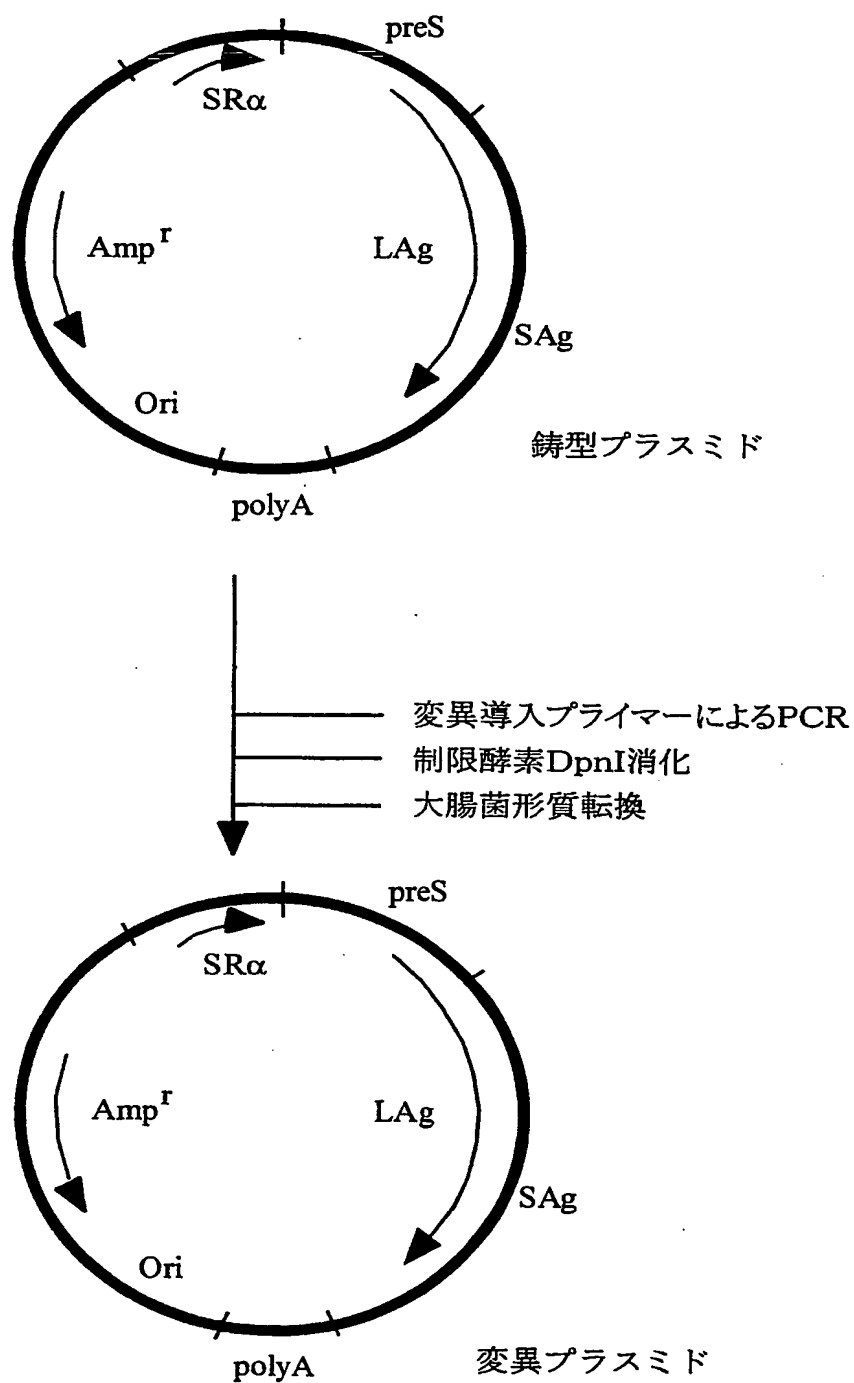 preS
SRα
Amp^r
LAg
SAg
Ori
鋳型プラスミド
polyA
変異導入プライマーによるPCR
制限酵素DpnI消化
大腸菌形質転換
preS
SRα
Amp^r
LAg
SAg
Ori
polyA
変異プラスミド